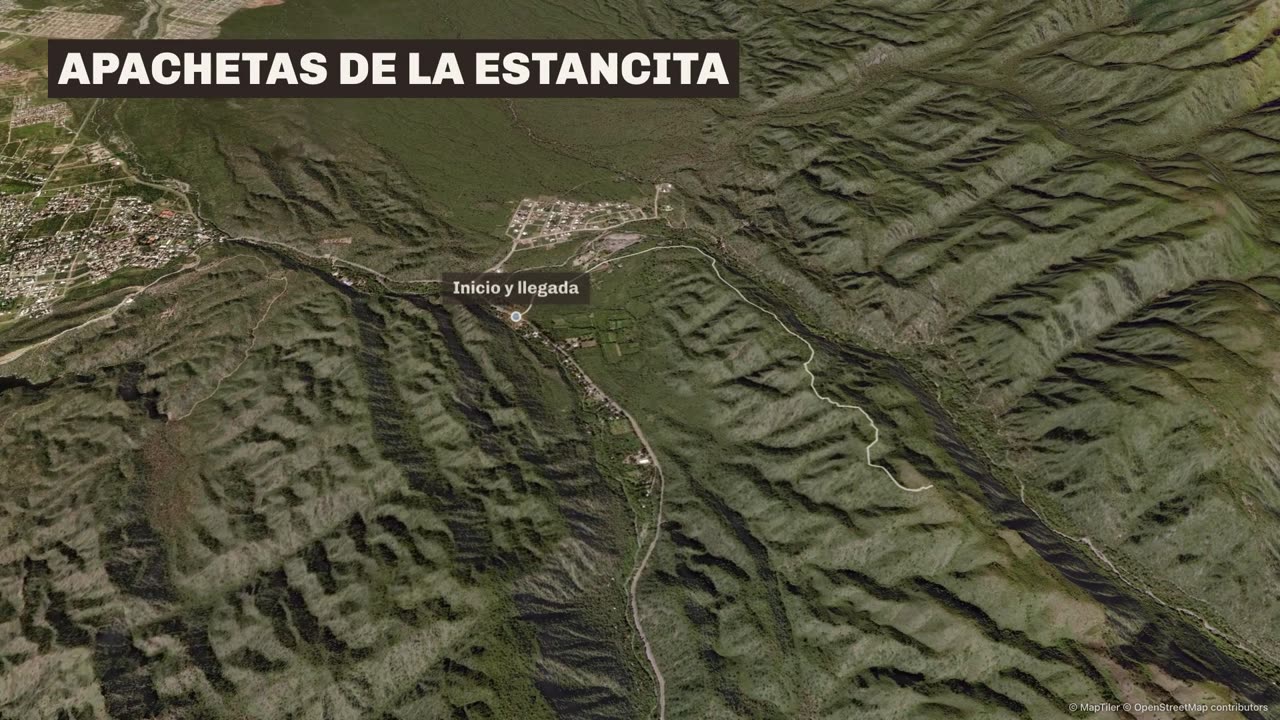 APACHETAS DE LA ESTANCITA
Inicio y llegada
© MapTiler © OpenStreetMap contributors